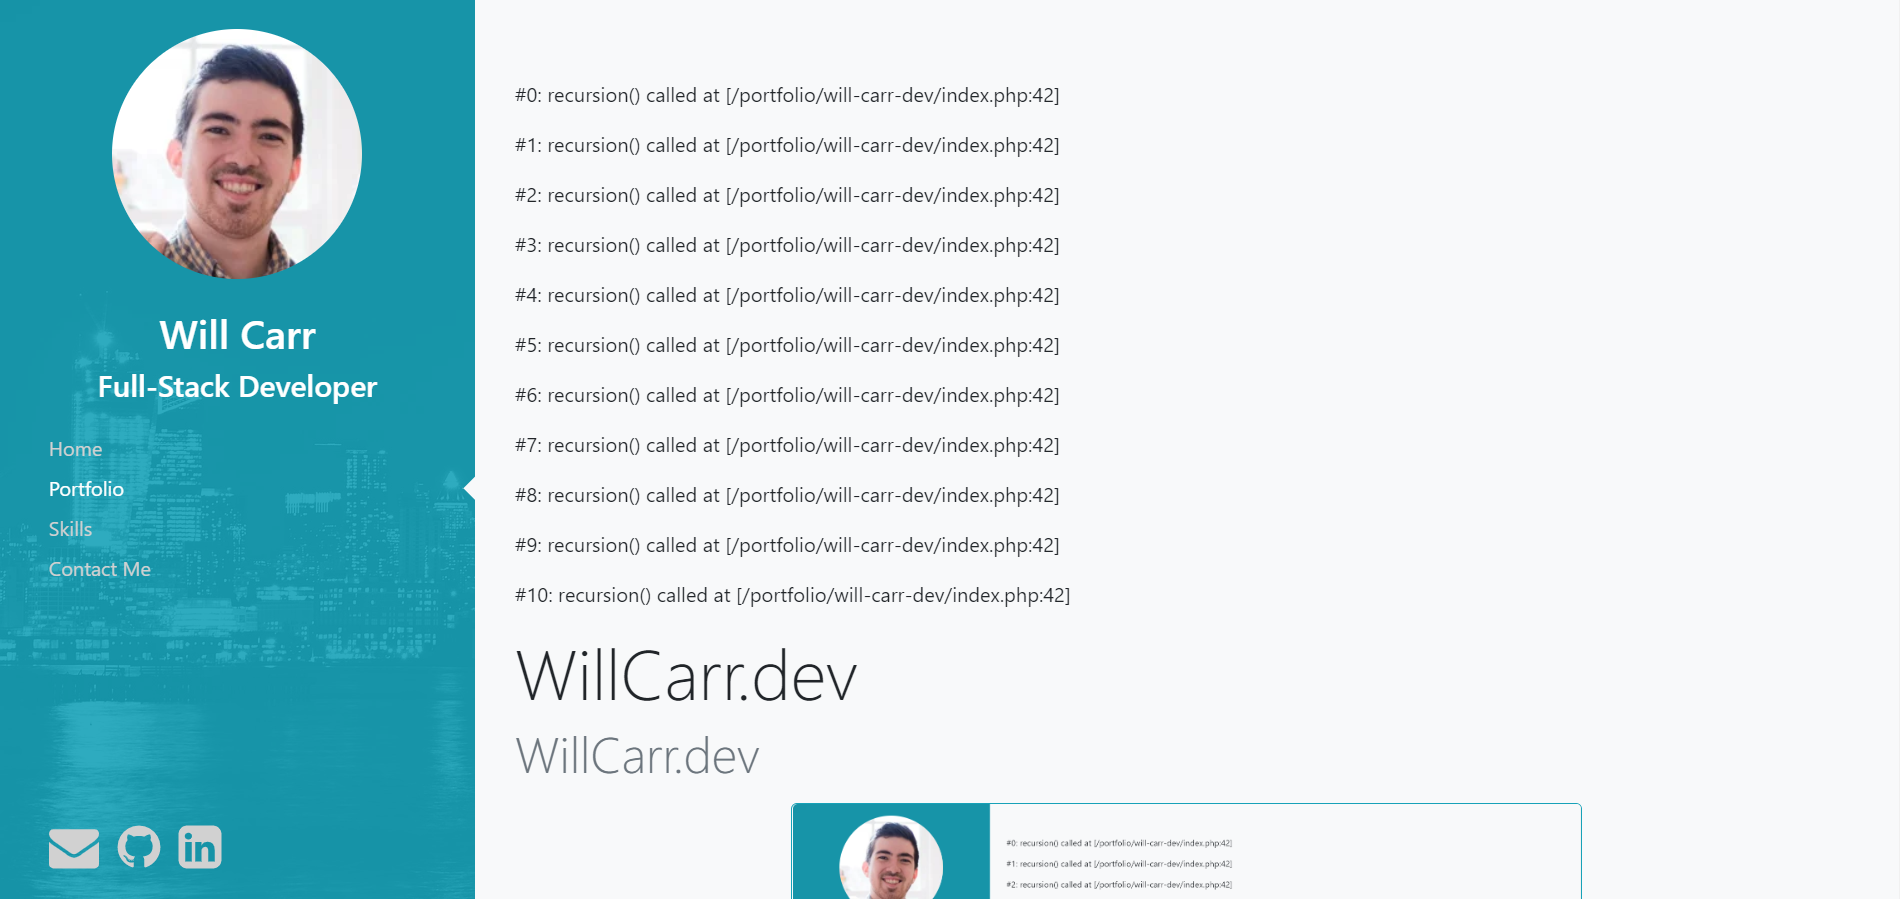 Will Carr
Full-Stack Developer
Home
Portfolio
Skills
Contact Me
in
#0: recursion() called at [/portfolio/will-carr-dev/index.php:42]
#1: recursion() called at [/portfolio/will-carr-dev/index.php:42]
#2: recursion() called at [/portfolio/will-carr-dev/index.php:42]
#3: recursion() called at [/portfolio/will-carr-dev/index.php:42]
#4: recursion() called at [/portfolio/will-carr-dev/index.php:42]
#5: recursion() called at [/portfolio/will-carr-dev/index.php:42]
#6: recursion() called at [/portfolio/will-carr-dev/index.php:42]
#7: recursion() called at [/portfolio/will-carr-dev/index.php:42]
#8: recursion() called at [/portfolio/will-carr-dev/index.php:42]
#9: recursion() called at [/portfolio/will-carr-dev/index.php:42]
#10: recursion() called at [/portfolio/will-carr-dev/index.php:42]
WillCarr.dev
WillCarr.dev
#0: recursion() called at [/portfolio/will-carr-dev/index.php:42]
#1: recursion() called at [/portfolio/will-carr-dev/index.php:42]
#2: recursion() called at [/portfolio/will-carr-dev/index.php:42]